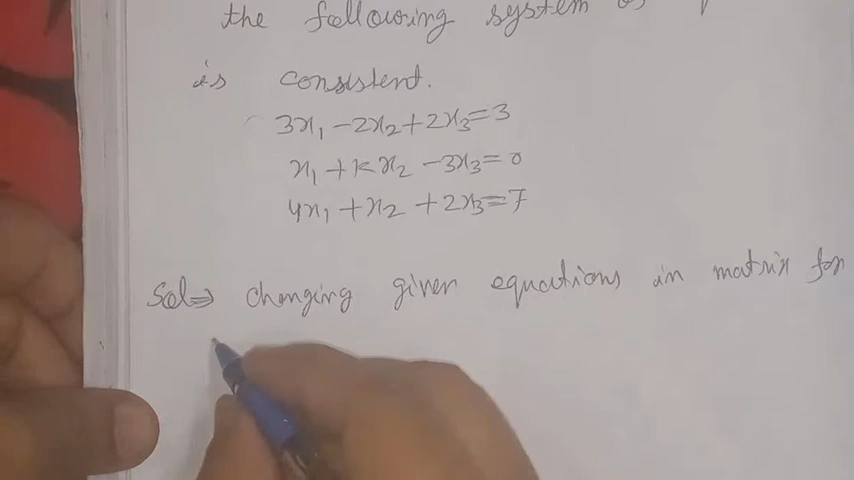 the following system
is consistent.
3x₁ - 2x₂ + 2x₃ = 3
x₁ + kx₂ - 3x₃ = 0
4x₁ + x₂ + 2x₃ = 7
Sol⇒ changing given equations in matrix for